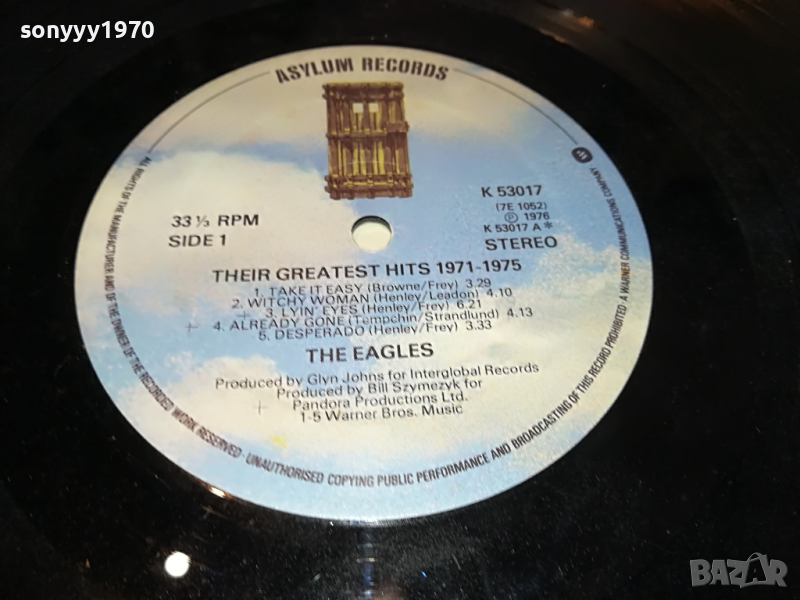 sonyyy1970
ASYLUM RECORDS
K 53017
(7E 1052)
℗ 1976
K 53017 A*
STEREO
33 ⅓ RPM
SIDE 1
THEIR GREATEST HITS 1971-1975
1. TAKE IT EASY (Browne/Frey) 3.29
2. WITCHY WOMAN (Henley/Leadon) 4.10
+ 3. LYIN' EYES (Henley/Frey) 6.21
+ 4. ALREADY GONE (Tempchin/Strandlund) 4.13
5. DESPERADO (Henley/Frey) 3.33
THE EAGLES
Produced by Glyn Johns for Interglobal Records
+ Produced by Bill Szymezyk for
Pandora Productions Ltd.
1-5 Warner Bros. Music
ALL RIGHTS OF THE MANUFACTURER AND OF THE OWNER OF THE RECORDED WORK RESERVED · UNAUTHORISED COPYING PUBLIC PERFORMANCE AND BROADCASTING OF THIS RECORD PROHIBITED · A WARNER COMMUNICATIONS COMPANY
BAZAR